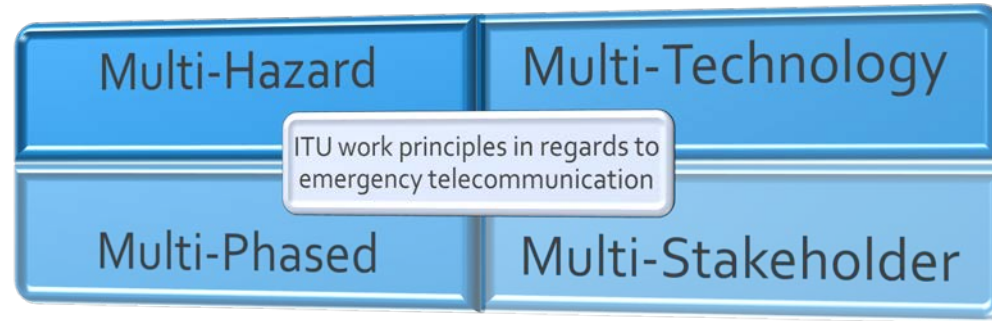 Multi-Hazard
Multi-Technology
ITU work principles in regards to
emergency telecommunication
Multi-Phased
Multi-Stakeholder